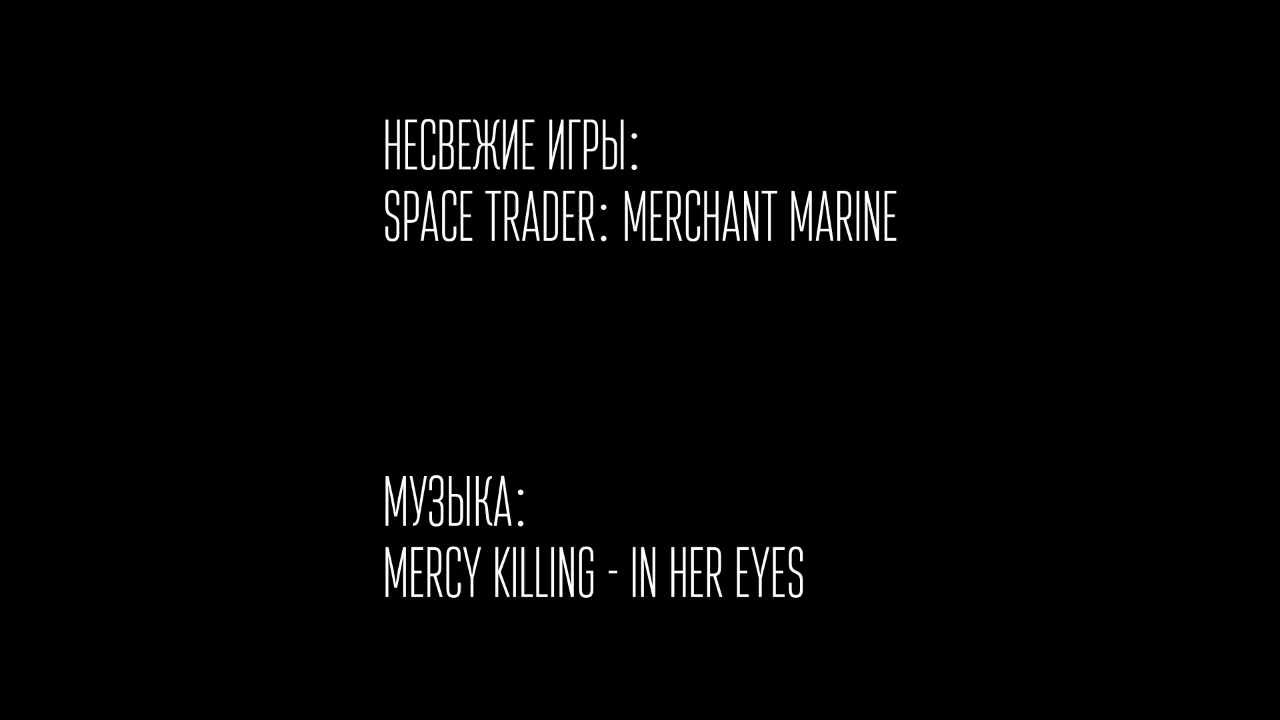 НЕСВЕЖИЕ ИГРЫ:
SPACE TRADER: MERCHANT MARINE
МУЗЫКА:
MERCY KILLING - IN HER EYES